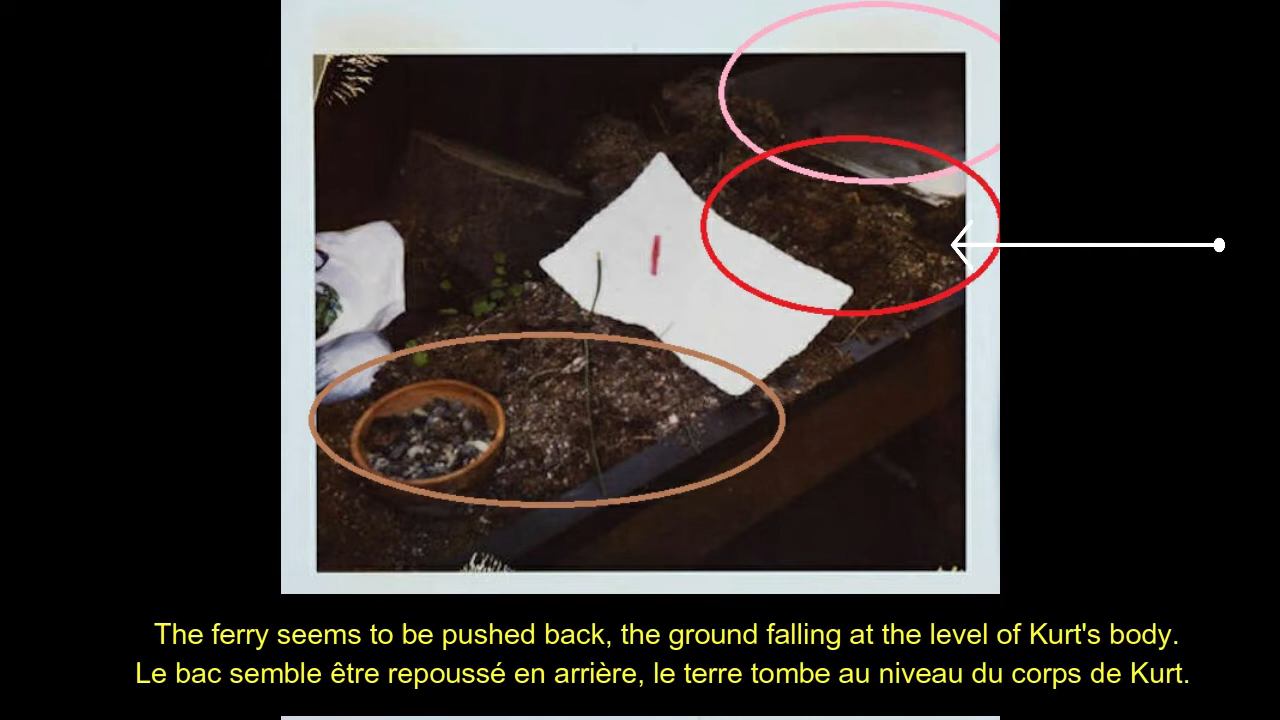 The ferry seems to be pushed back, the ground falling at the level of Kurt's body.
Le bac semble être repoussé en arrière, le terre tombe au niveau du corps de Kurt.